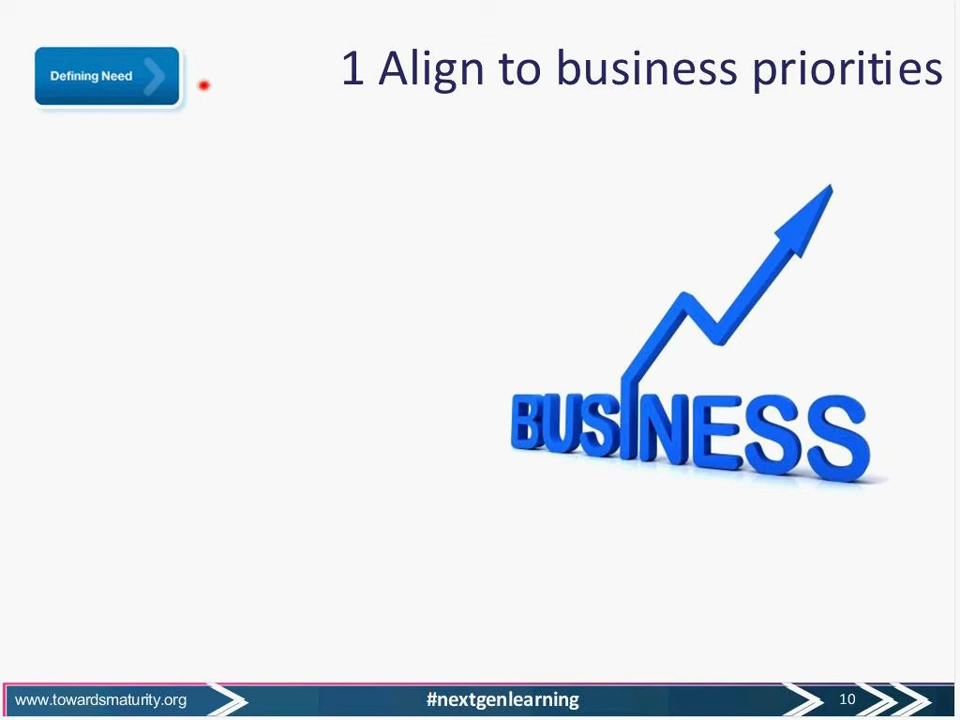 Defining Need
1 Align to business priorities
BUSINESS
www.towardsmaturity.org
#nextgenlearning
10